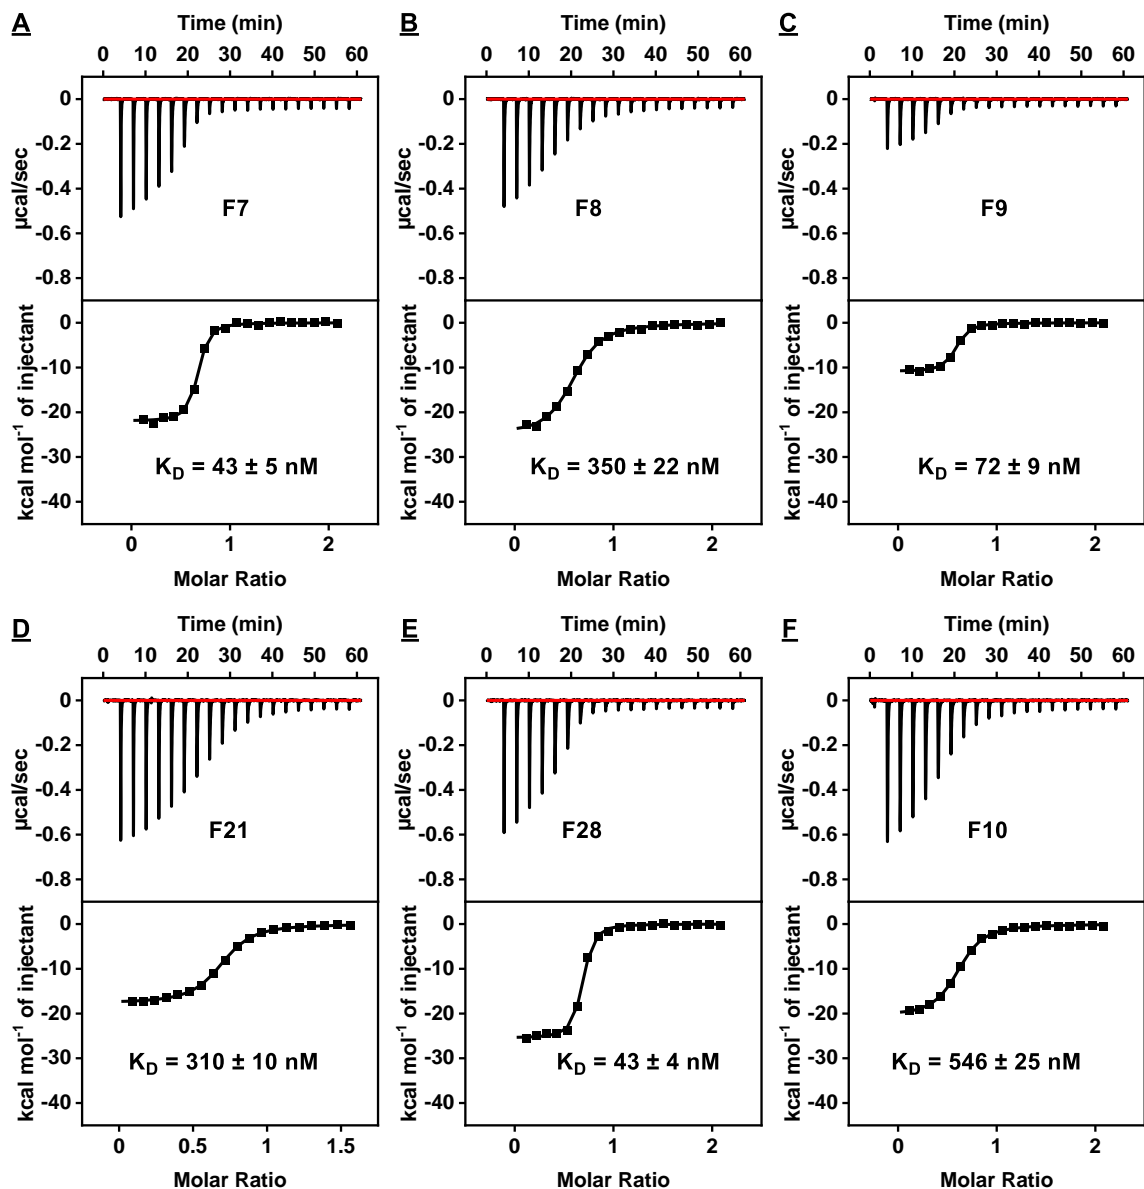 A
Time (min)
0 10 20 30 40 50 60
0
-0.2
-0.4
-0.6
-0.8
µcal/sec
F7
0
-10
-20
-30
-40
kcal mol⁻¹ of injectant
K_D = 43 ± 5 nM
0 1 2
Molar Ratio
B
Time (min)
0 10 20 30 40 50 60
0
-0.2
-0.4
-0.6
-0.8
µcal/sec
F8
0
-10
-20
-30
-40
kcal mol⁻¹ of injectant
K_D = 350 ± 22 nM
0 1 2
Molar Ratio
C
Time (min)
0 10 20 30 40 50 60
0
-0.2
-0.4
-0.6
-0.8
µcal/sec
F9
0
-10
-20
-30
-40
kcal mol⁻¹ of injectant
K_D = 72 ± 9 nM
0 1 2
Molar Ratio
D
Time (min)
0 10 20 30 40 50 60
0
-0.2
-0.4
-0.6
-0.8
µcal/sec
F21
0
-10
-20
-30
-40
kcal mol⁻¹ of injectant
K_D = 310 ± 10 nM
0 0.5 1 1.5
Molar Ratio
E
Time (min)
0 10 20 30 40 50 60
0
-0.2
-0.4
-0.6
-0.8
µcal/sec
F28
0
-10
-20
-30
-40
kcal mol⁻¹ of injectant
K_D = 43 ± 4 nM
0 1 2
Molar Ratio
F
Time (min)
0 10 20 30 40 50 60
0
-0.2
-0.4
-0.6
-0.8
µcal/sec
F10
0
-10
-20
-30
-40
kcal mol⁻¹ of injectant
K_D = 546 ± 25 nM
0 1 2
Molar Ratio